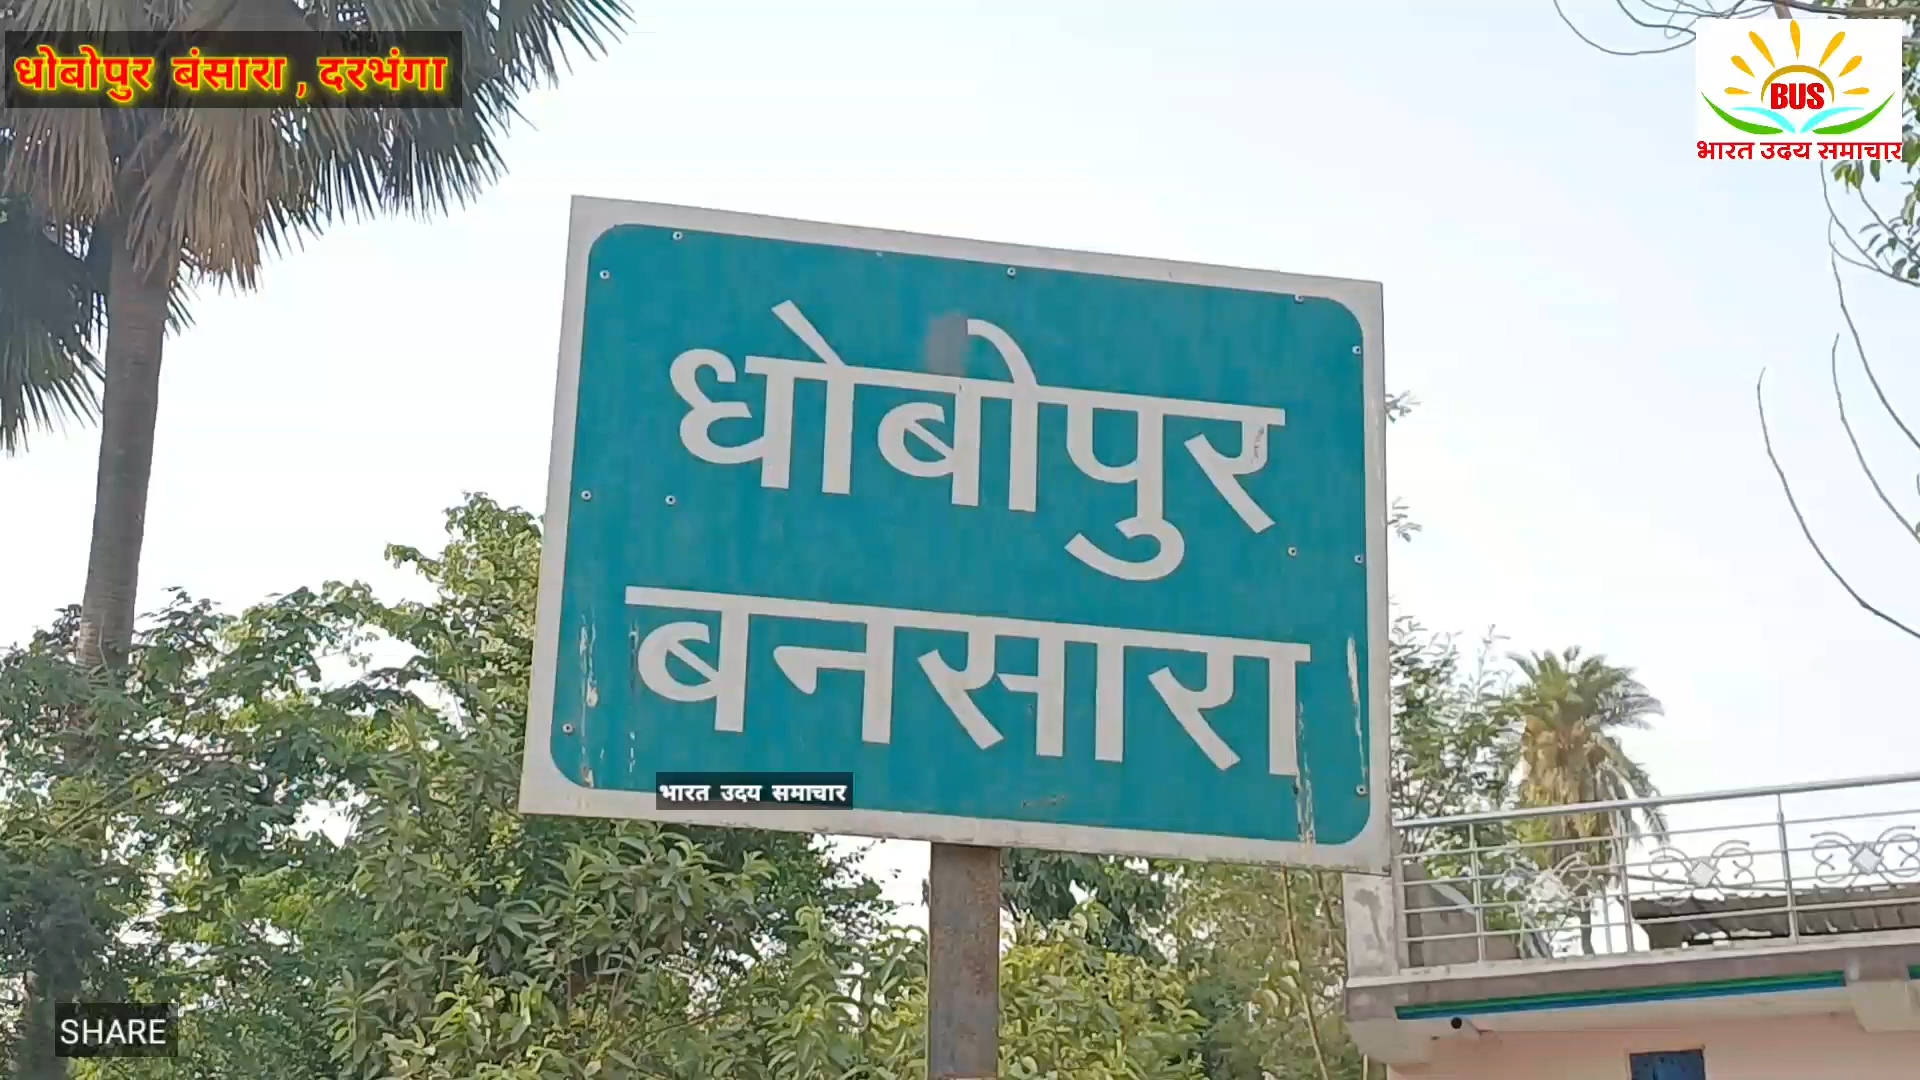 धोबोपुर बंसारा , दरभंगा
BUS
भारत उदय समाचार
धोबोपुर
बनसारा
भारत उदय समाचार
SHARE